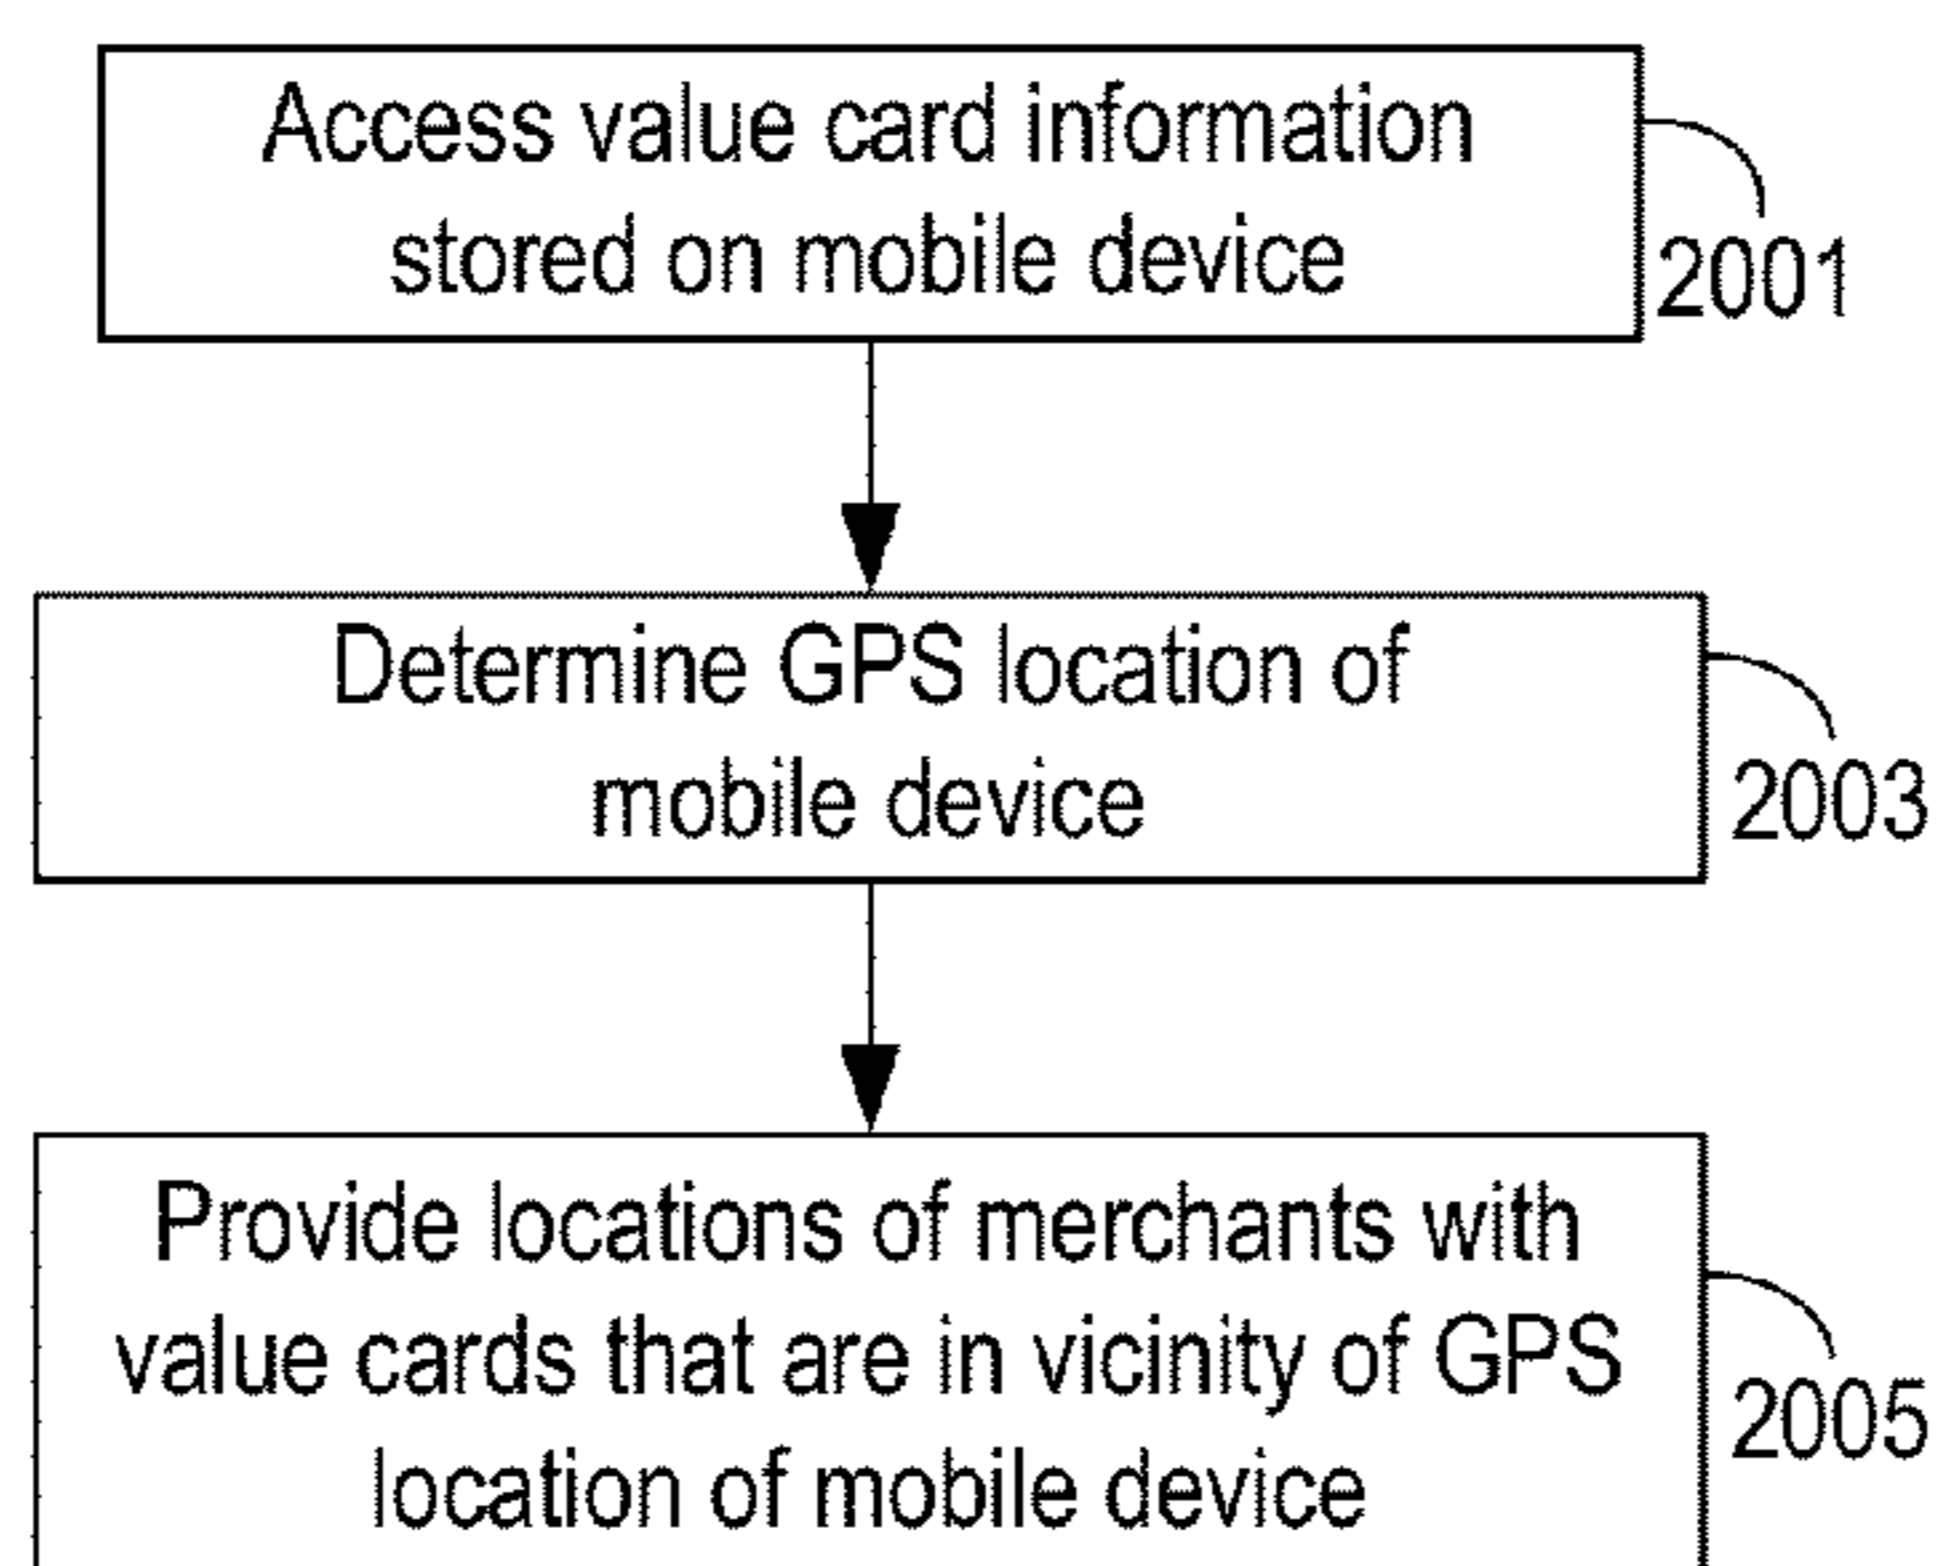 Access value card information
stored on mobile device
2001
Determine GPS location of
mobile device
2003
Provide locations of merchants with
value cards that are in vicinity of GPS
location of mobile device
2005